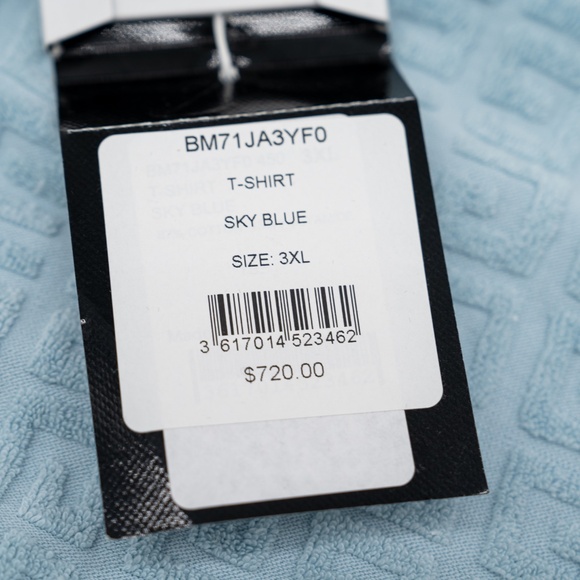 BM71JA3YF0
T-SHIRT
SKY BLUE
SIZE: 3XL
3 617014 523462
$720.00